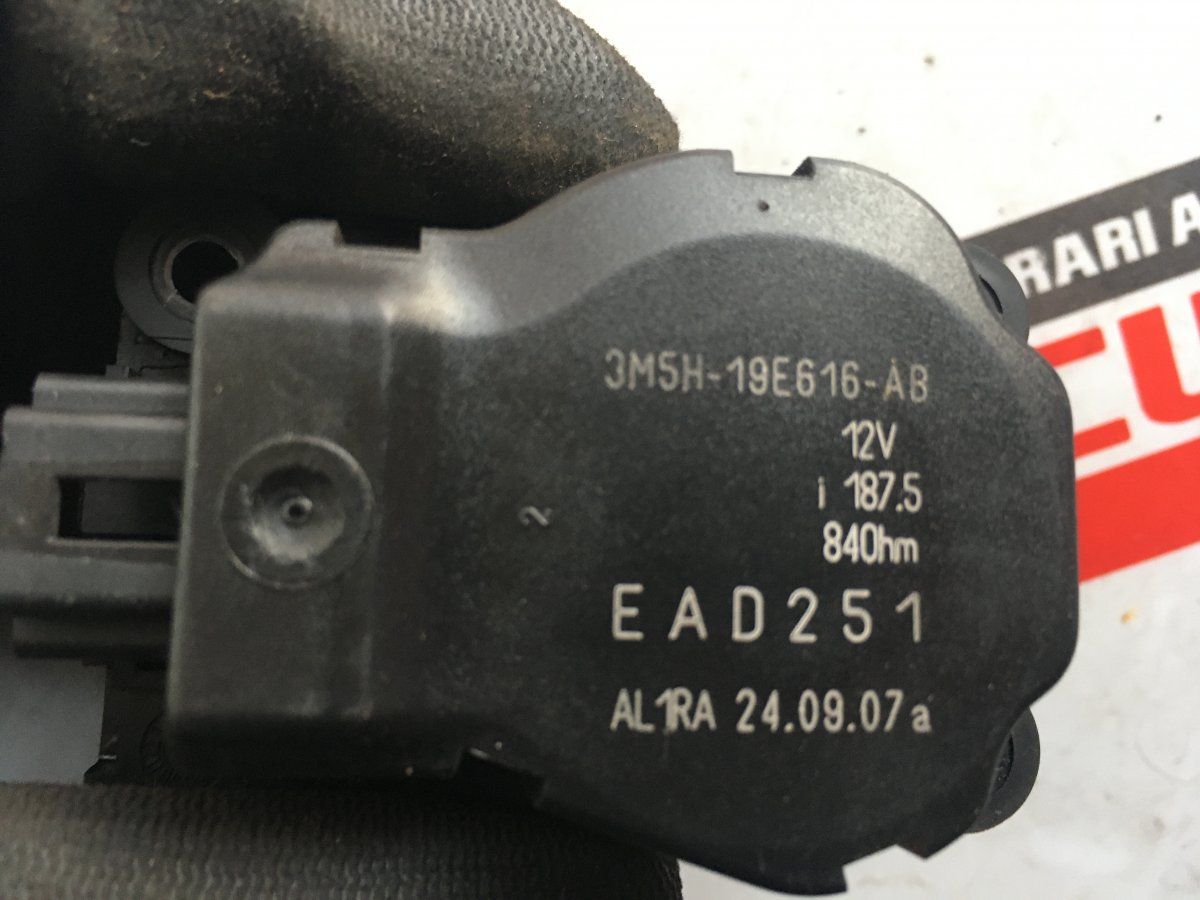 3M5H-19E616-AB
12V
i 187.5
840hm
EAD251
AL1RA 24.09.07a
2
RARI A